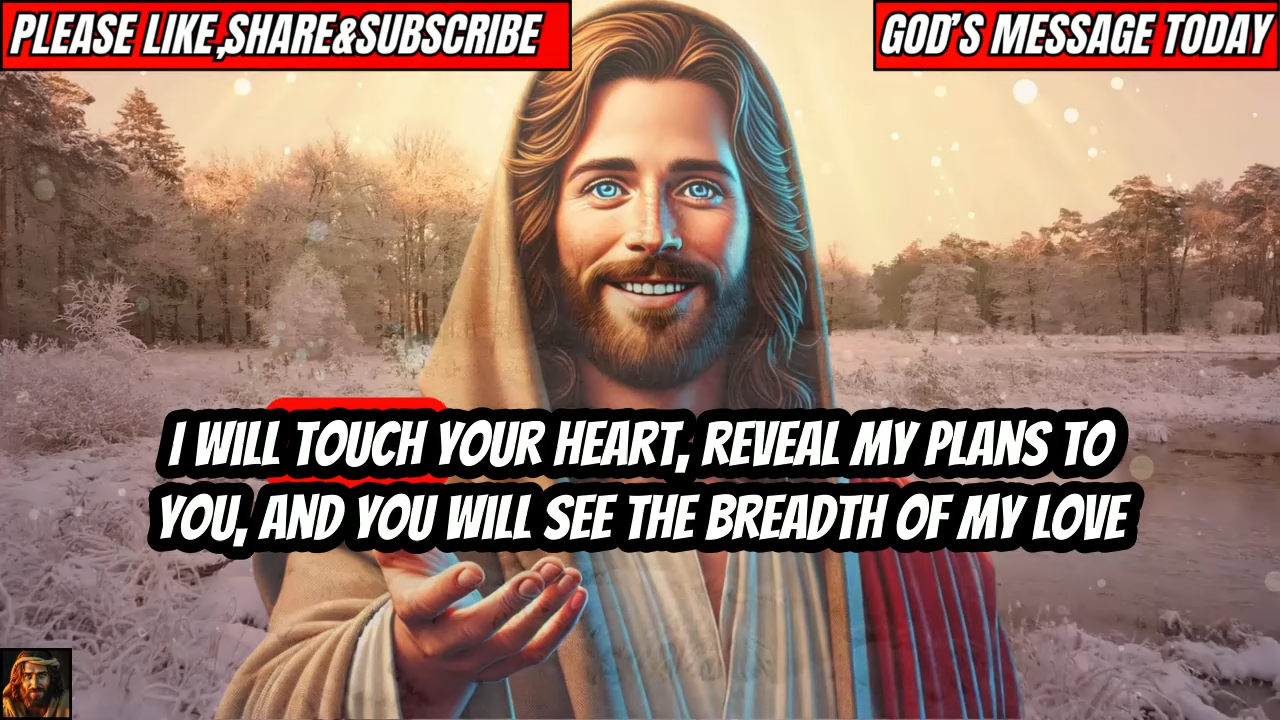 PLEASE LIKE,SHARE&SUBSCRIBE
GOD'S MESSAGE TODAY
I WILL TOUCH YOUR HEART, REVEAL MY PLANS TO
YOU, AND YOU WILL SEE THE BREADTH OF MY LOVE